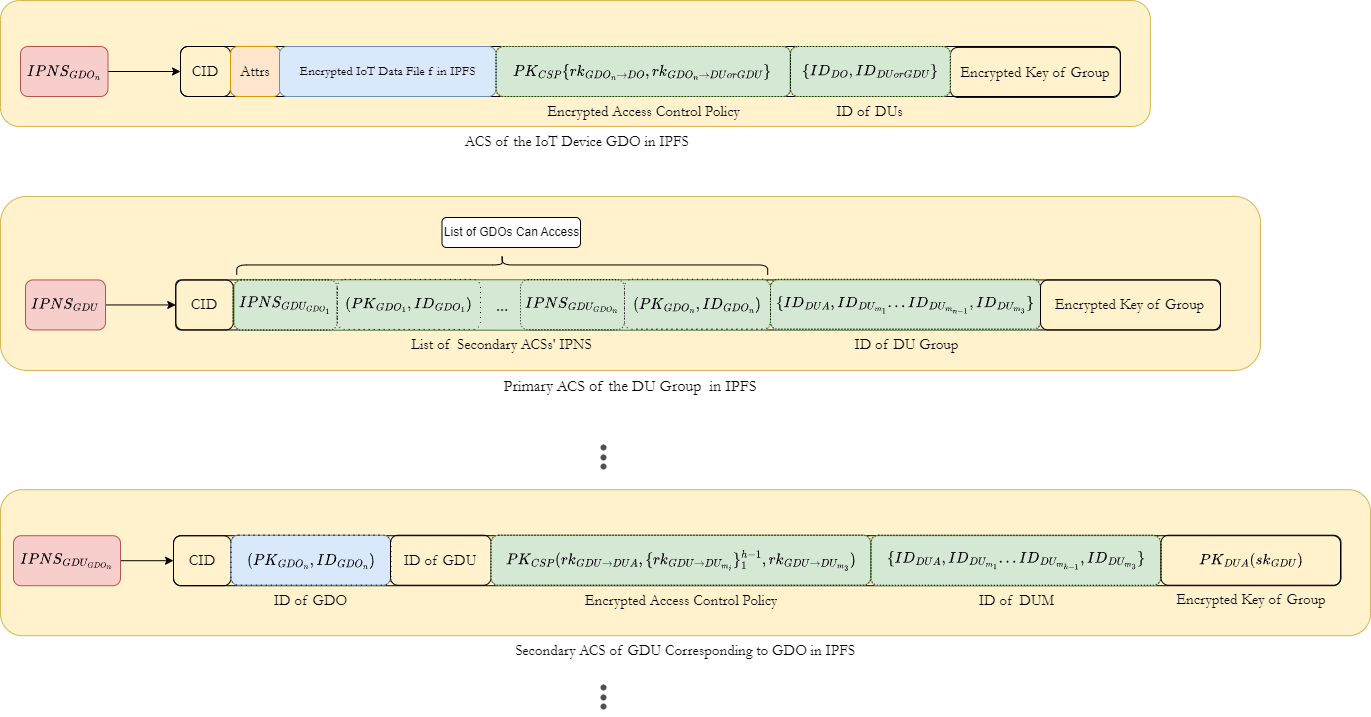 $IPNS_{GDO_n}$ CID Attrs Encrypted IoT Data File f in IPFS $PK_{CSP}\{rk_{GDO_n \to DO}, rk_{GDO_n \to DUorGDU}\}$ $\{ID_{DO}, ID_{DUorGDU}\}$ Encrypted Key of Group
Encrypted Access Control Policy ID of DUs
ACS of the IoT Device GDO in IPFS
List of GDOs Can Access
$IPNS_{GDU}$ CID $IPNS_{GDU_{GDO_1}}$ $(PK_{GDO_1}, ID_{GDO_1})$ ... $IPNS_{GDU_{GDO_n}}$ $(PK_{GDO_n}, ID_{GDO_n})$ $\{ID_{DUA}, ID_{DU_{m_1}} \ldots ID_{DU_{m_{n-1}}}, ID_{DU_{m_3}}\}$ Encrypted Key of Group
List of Secondary ACSs' IPNS ID of DU Group
Primary ACS of the DU Group in IPFS
$IPNS_{GDU_{GDO_n}}$ CID $(PK_{GDO_n}, ID_{GDO_n})$ ID of GDU $PK_{CSP}(rk_{GDU \to DUA}, \{rk_{GDU \to DU_{m_i}}\}_1^{h-1}, rk_{GDU \to DU_{m_3}})$ $\{ID_{DUA}, ID_{DU_{m_1}} \ldots ID_{DU_{m_{h-1}}}, ID_{DU_{m_3}}\}$ $PK_{DUA}(sk_{GDU})$
ID of GDO Encrypted Access Control Policy ID of DUM Encrypted Key of Group
Secondary ACS of GDU Corresponding to GDO in IPFS